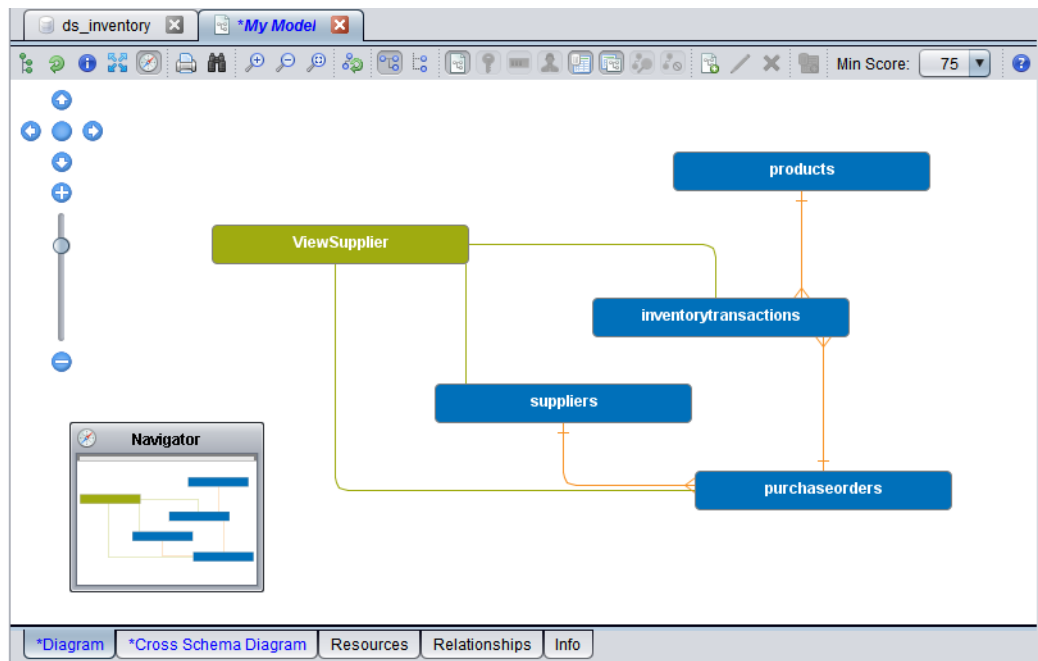 ds_inventory
*My Model
Min Score: 75
products
ViewSupplier
inventorytransactions
suppliers
Navigator
purchaseorders
*Diagram *Cross Schema Diagram Resources Relationships Info